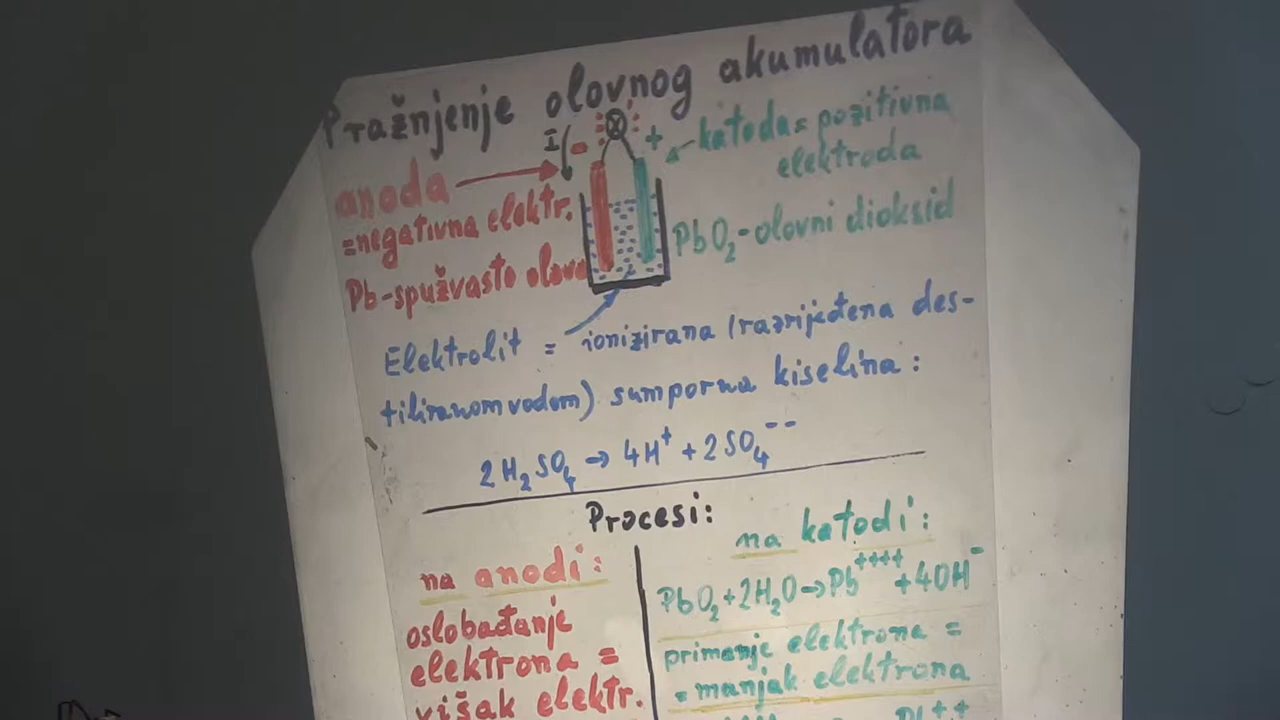 Pražnjenje olovnog akumulatora
I
-
+
katoda = pozitivna
elektroda
anoda
=negativna elektr.
Pb-spužvasto olovo
PbO₂-olovni dioksid
Elektrolit = ionizirana (razrijeđena des-
tiliranom vodom) sumporna kiselina:
2H₂SO₄ → 4H⁺ + 2SO₄⁻⁻
Procesi:
na anodi:
oslobađanje
elektrona =
višak elektr.
na katodi:
PbO₂+2H₂O→Pb⁺⁺⁺⁺+4OH⁻
primanje elektrona =
= manjak elektrona